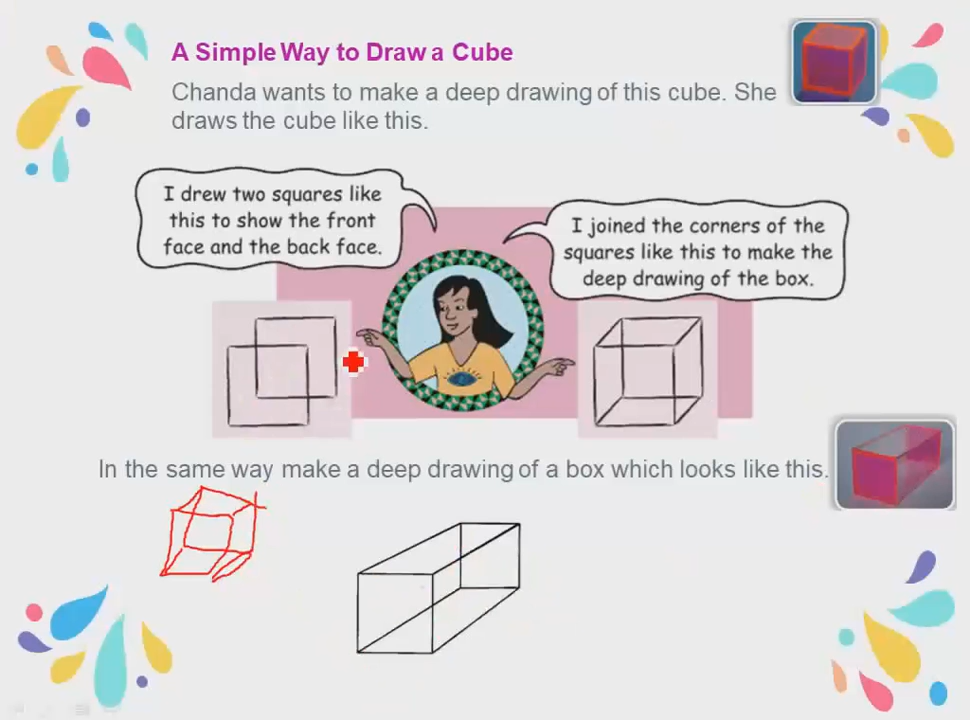 A Simple Way to Draw a Cube
Chanda wants to make a deep drawing of this cube. She
draws the cube like this.
I drew two squares like
this to show the front
face and the back face.
I joined the corners of the
squares like this to make the
deep drawing of the box.
In the same way make a deep drawing of a box which looks like this.